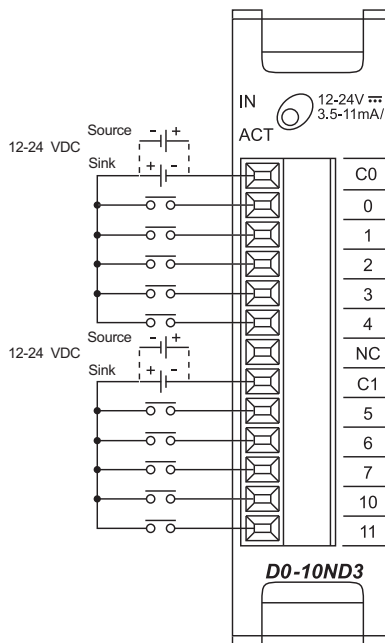 IN
12-24V ⎓
3.5-11mA/
ACT
Source - +
12-24 VDC
Sink + -
C0
0
1
2
3
4
NC
Source - +
12-24 VDC
Sink + -
C1
5
6
7
10
11
D0-10ND3